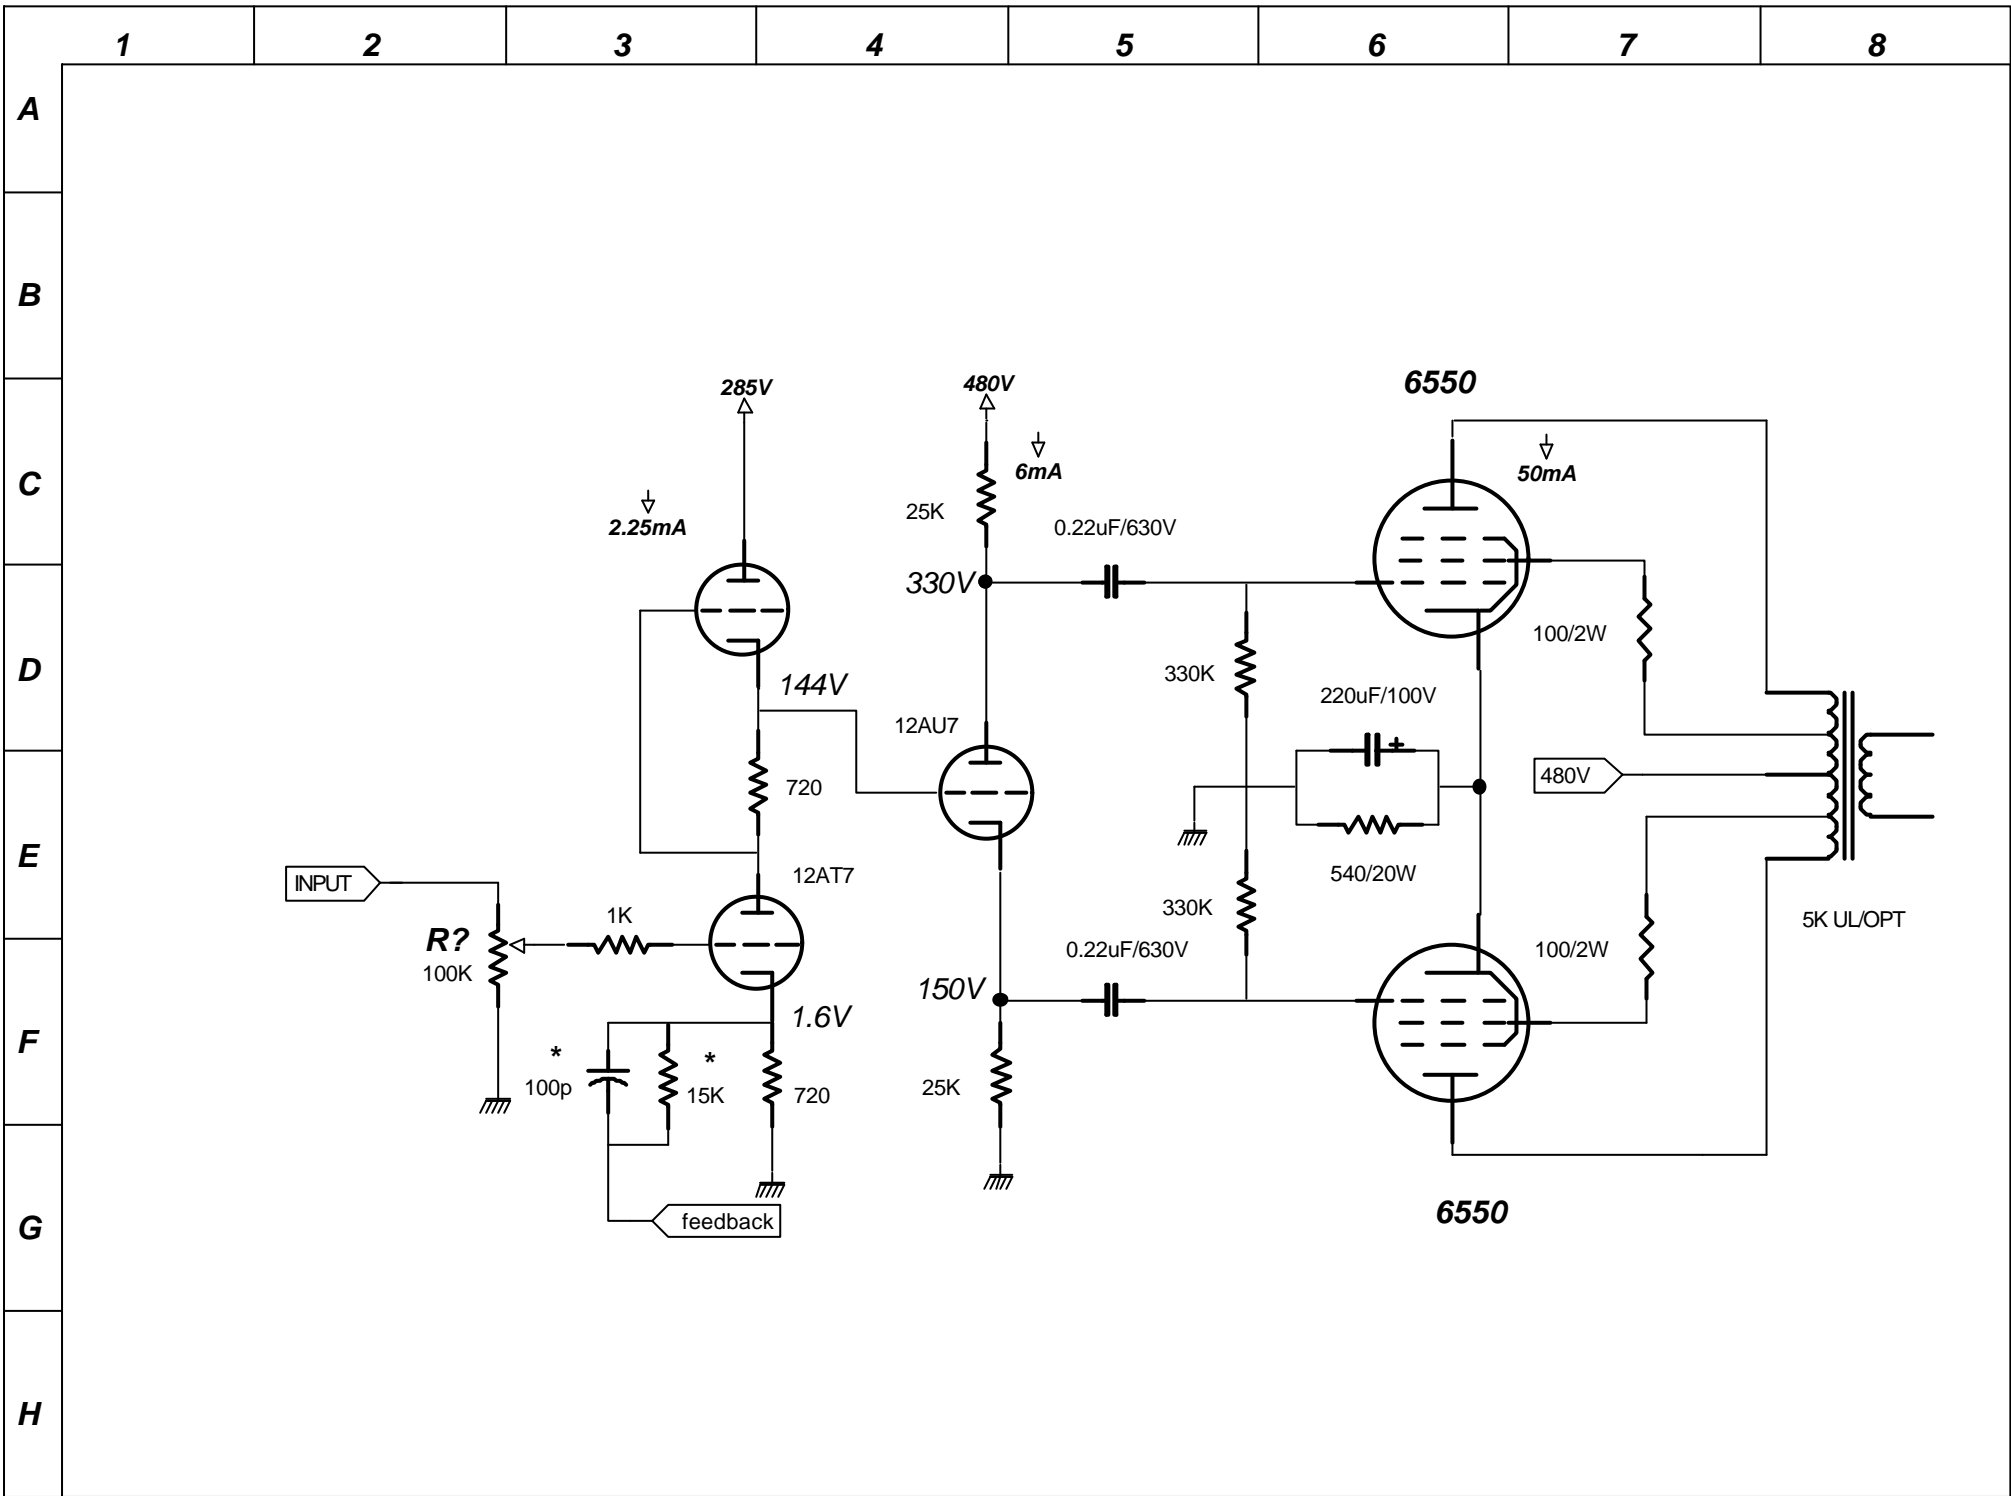 1 2 3 4 5 6 7 8
A
B
C
D
E
F
G
H
285V
480V
6550
6mA
50mA
2.25mA
25K
0.22uF/630V
330V
100/2W
330K
144V
220uF/100V
12AU7
+
480V
720
INPUT
12AT7
540/20W
1K
330K
5K UL/OPT
R?
100K
0.22uF/630V
100/2W
150V
1.6V
*
*
100p
15K
720
25K
feedback
6550